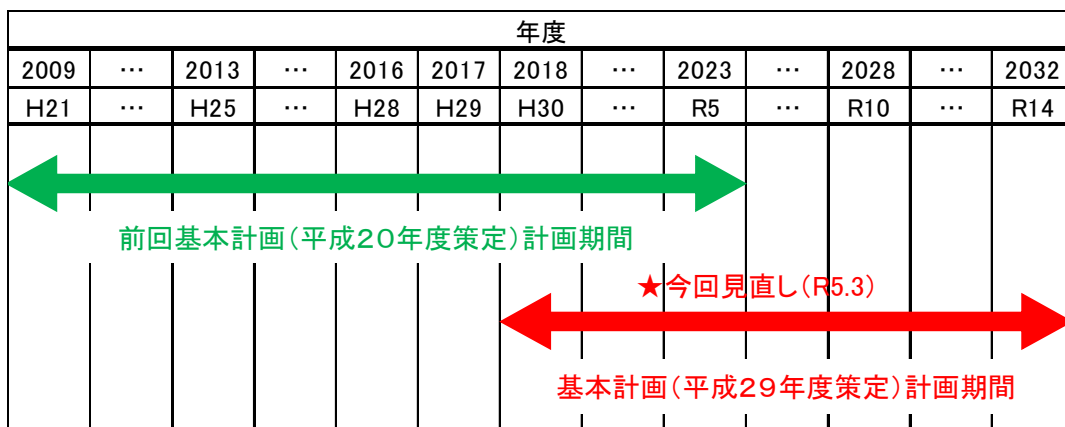 年度
2009 … 2013 … 2016 2017 2018 … 2023 … 2028 … 2032
H21 … H25 … H28 H29 H30 … R5 … R10 … R14
前回基本計画(平成20年度策定)計画期間
★今回見直し(R5.3)
基本計画(平成29年度策定)計画期間